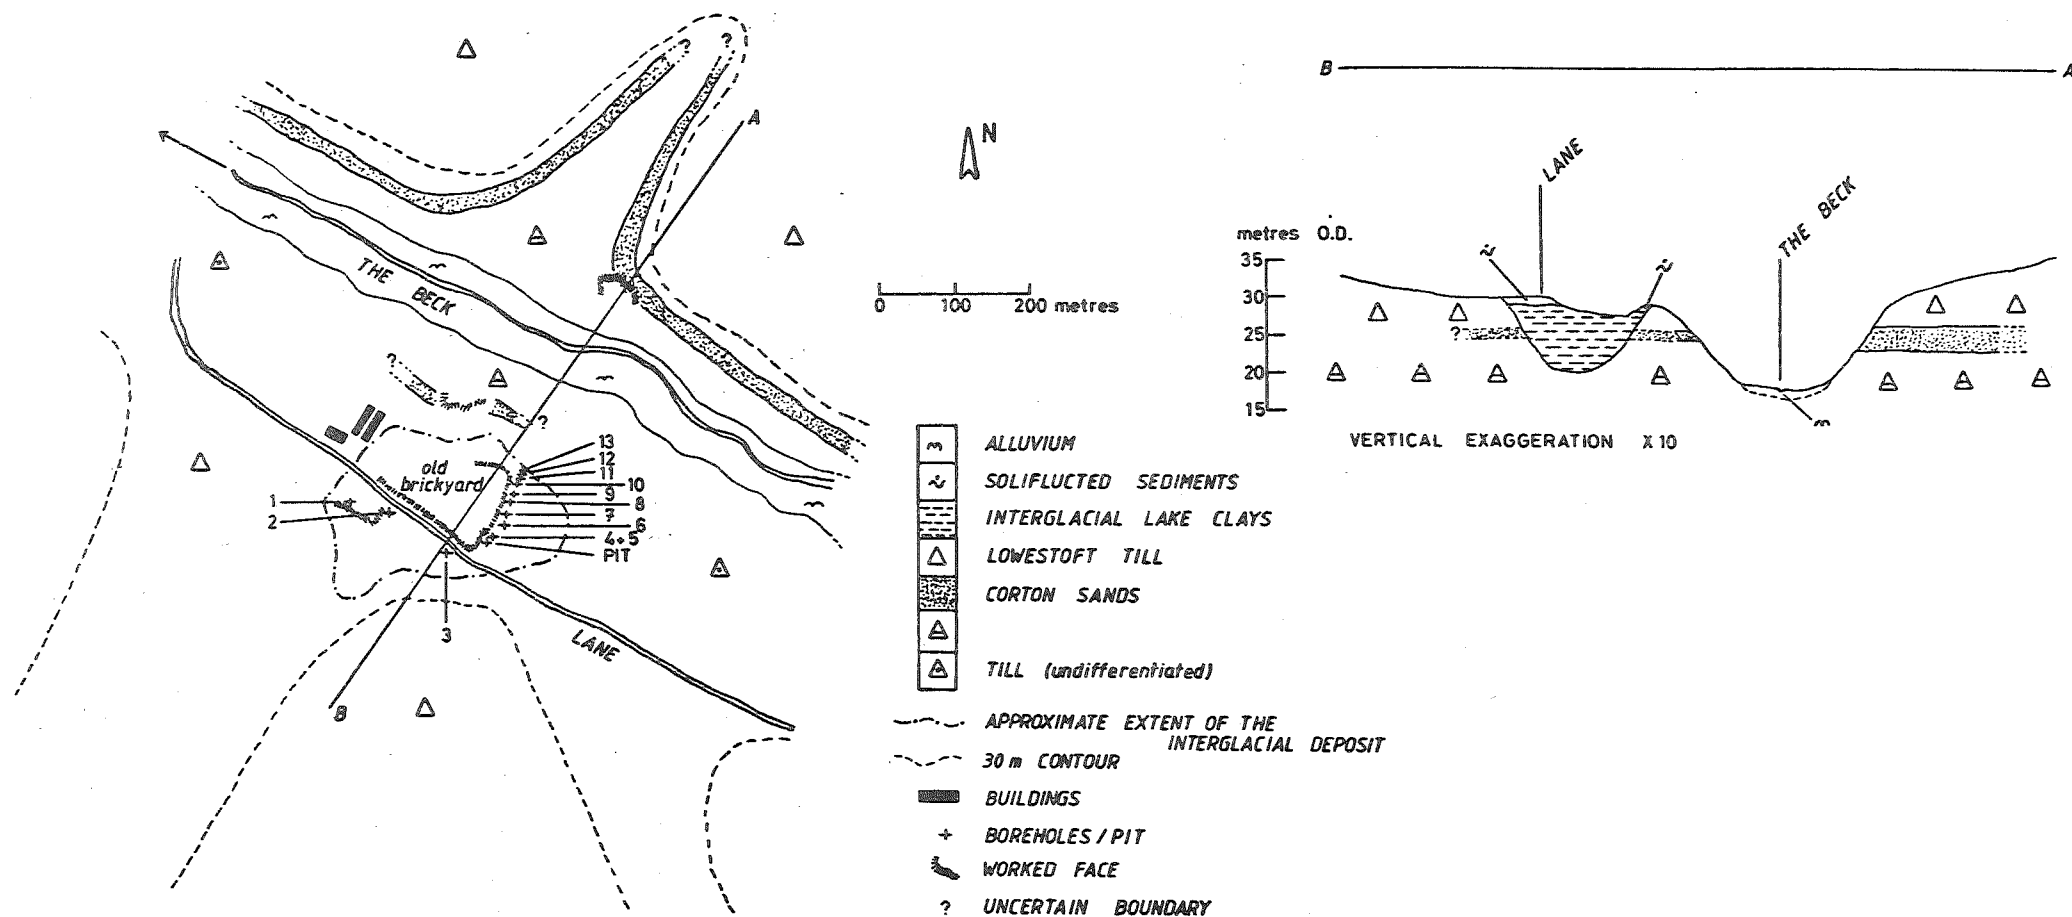 ?
?
A
N
0 100 200 metres
THE BECK
?
?
old
brickyard
1
2
13
12
11
10
9
8
7
6
4+5
PIT
3
LANE
B
B
A
LANE
THE BECK
metres O.D.
35
30
25
20
15
?
VERTICAL EXAGGERATION X 10
ALLUVIUM
SOLIFLUCTED SEDIMENTS
INTERGLACIAL LAKE CLAYS
LOWESTOFT TILL
CORTON SANDS
TILL (undifferentiated)
APPROXIMATE EXTENT OF THE
INTERGLACIAL DEPOSIT
30 m CONTOUR
BUILDINGS
BOREHOLES / PIT
WORKED FACE
? UNCERTAIN BOUNDARY